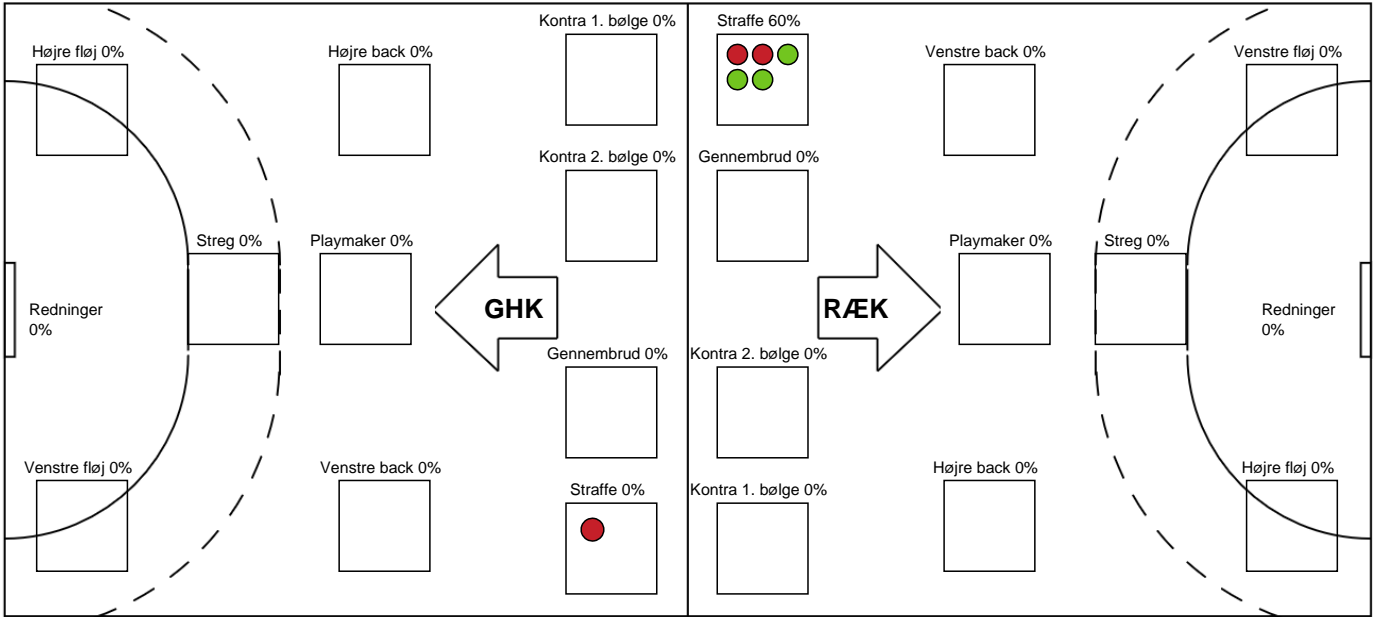 Kontra 1. bølge 0%
Straffe 60%
Højre fløj 0%
Højre back 0%
Venstre back 0%
Venstre fløj 0%
Kontra 2. bølge 0%
Gennembrud 0%
Streg 0%
Playmaker 0%
Playmaker 0%
Streg 0%
Redninger
0%
GHK
RÆK
Redninger
0%
Gennembrud 0%
Kontra 2. bølge 0%
Venstre fløj 0%
Venstre back 0%
Højre back 0%
Højre fløj 0%
Straffe 0%
Kontra 1. bølge 0%